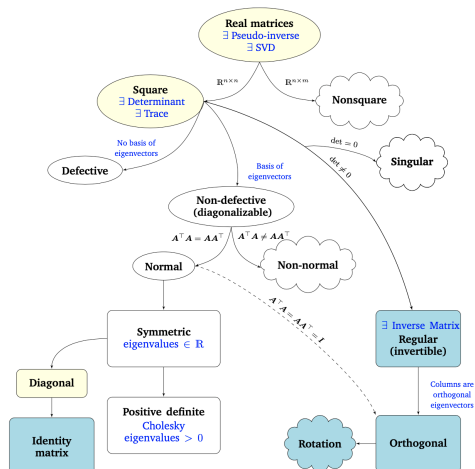 Real matrices
∃ Pseudo-inverse
∃ SVD
ℝⁿˣⁿ
ℝⁿˣᵐ
Square
∃ Determinant
∃ Trace
Nonsquare
No basis of
eigenvectors
det = 0
Singular
det ≠ 0
Defective
Basis of
eigenvectors
Non-defective
(diagonalizable)
A⊤A = AA⊤
A⊤A ≠ AA⊤
Normal
Non-normal
A⊤A = AA⊤ = I
Symmetric
eigenvalues ∈ ℝ
∃ Inverse Matrix
Regular
(invertible)
Diagonal
Columns are
orthogonal
eigenvectors
Positive definite
Cholesky
eigenvalues > 0
Identity
matrix
Rotation
Orthogonal